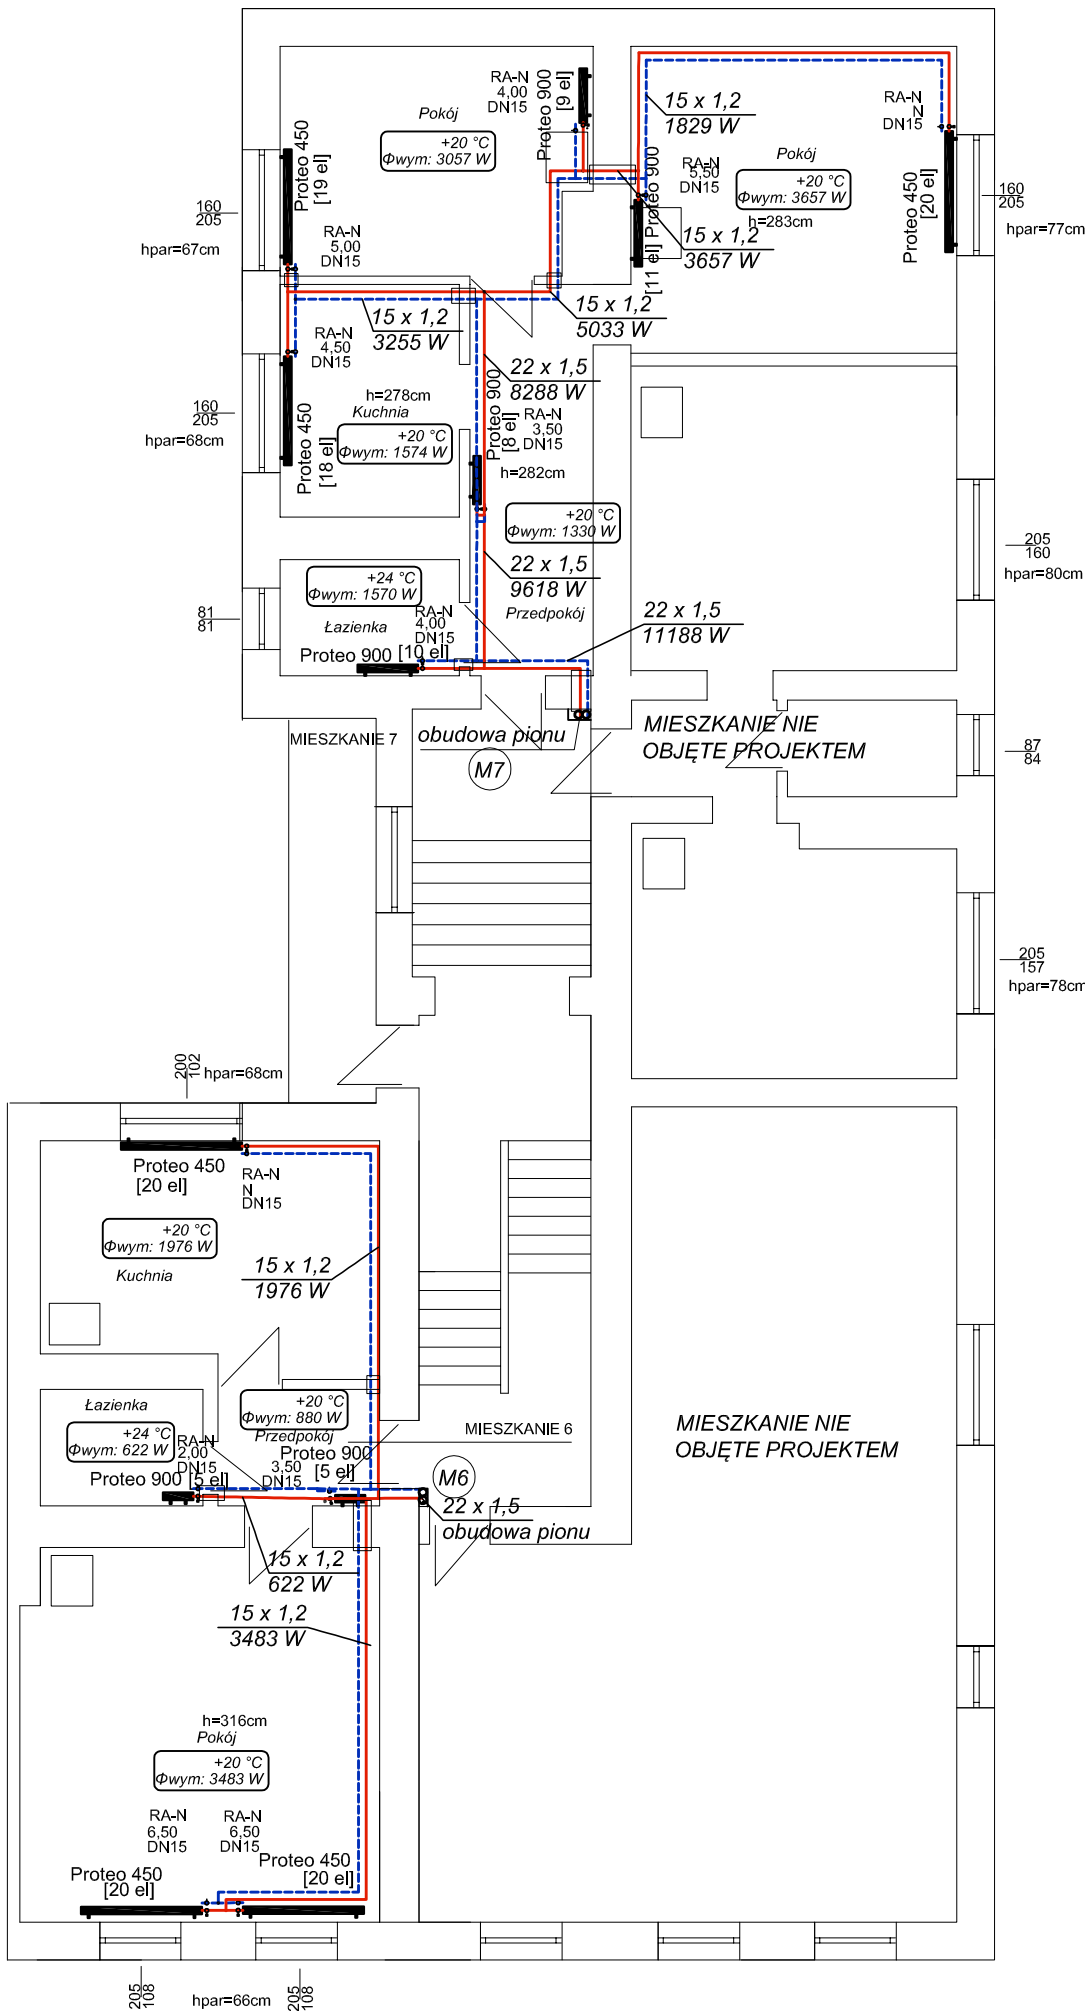 RA-N
4,00
DN15
Proteo 900
[9 el]
Pokój
+20 °C
Φwym: 3057 W
Proteo 450
[19 el]
160
205
hpar=67cm
RA-N
5,00
DN15
15 x 1,2
1829 W
RA-N
N
DN15
Pokój
+20 °C
Φwym: 3657 W
h=283cm
RA-N
5,50
DN15
[11 el] Proteo 900
Proteo 450
[20 el]
160
205
hpar=77cm
15 x 1,2
3657 W
15 x 1,2
5033 W
15 x 1,2
3255 W
RA-N
4,50
DN15
22 x 1,5
8288 W
h=278cm
Kuchnia
+20 °C
Φwym: 1574 W
160
205
hpar=68cm
Proteo 450
[18 el]
Proteo 900
[8 el]
RA-N
3,50
DN15
h=282cm
+20 °C
Φwym: 1330 W
205
160
hpar=80cm
22 x 1,5
9618 W
+24 °C
Φwym: 1570 W
81
81
Łazienka
RA-N
4,00
DN15
Proteo 900 [10 el]
Przedpokój
22 x 1,5
11188 W
MIESZKANIE 7
obudowa pionu
M7
MIESZKANIE NIE
OBJĘTE PROJEKTEM
87
84
205
157
hpar=78cm
200
102
hpar=68cm
Proteo 450
[20 el]
RA-N
N
DN15
+20 °C
Φwym: 1976 W
Kuchnia
15 x 1,2
1976 W
Łazienka
+24 °C
Φwym: 622 W
RA-N
2,00
DN15
Proteo 900 [5 el]
+20 °C
Φwym: 880 W
Przedpokój
3,50
DN15
Proteo 900
[5 el]
MIESZKANIE 6
M6
22 x 1,5
obudowa pionu
MIESZKANIE NIE
OBJĘTE PROJEKTEM
15 x 1,2
622 W
15 x 1,2
3483 W
h=316cm
Pokój
+20 °C
Φwym: 3483 W
RA-N
6,50
DN15
RA-N
6,50
DN15
Proteo 450
[20 el]
Proteo 450
[20 el]
205
108
hpar=66cm
205
108